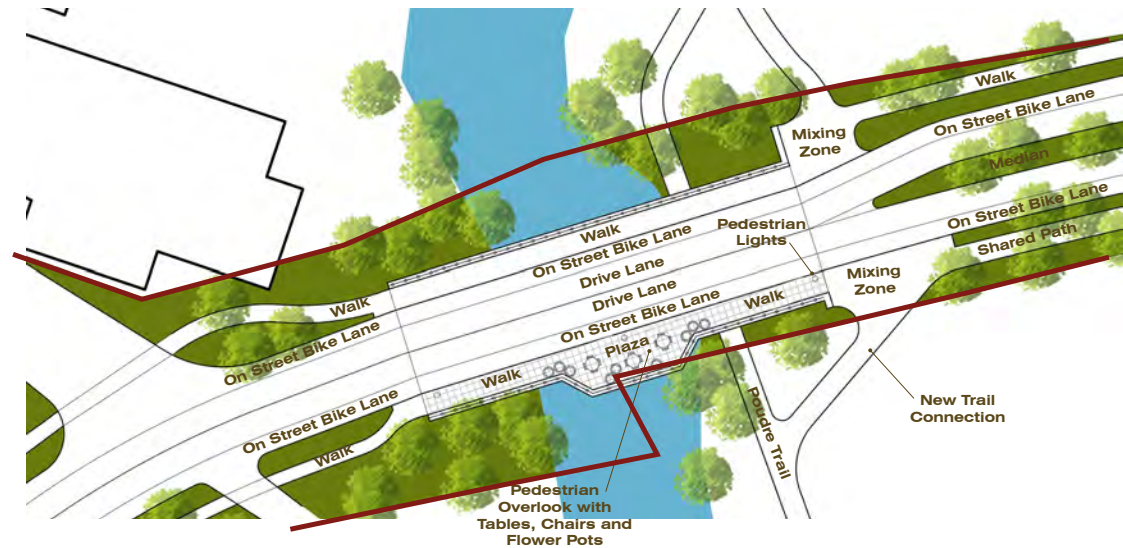 Walk
On Street Bike Lane
Mixing
Zone
Median
On Street Bike Lane
Pedestrian
Lights
Shared Path
Walk
On Street Bike Lane
Drive Lane
Drive Lane
On Street Bike Lane
Walk
Mixing
Zone
Walk
On Street Bike Lane
Plaza
Walk
On Street Bike Lane
Walk
Poudre Trail
New Trail
Connection
Pedestrian
Overlook with
Tables, Chairs and
Flower Pots